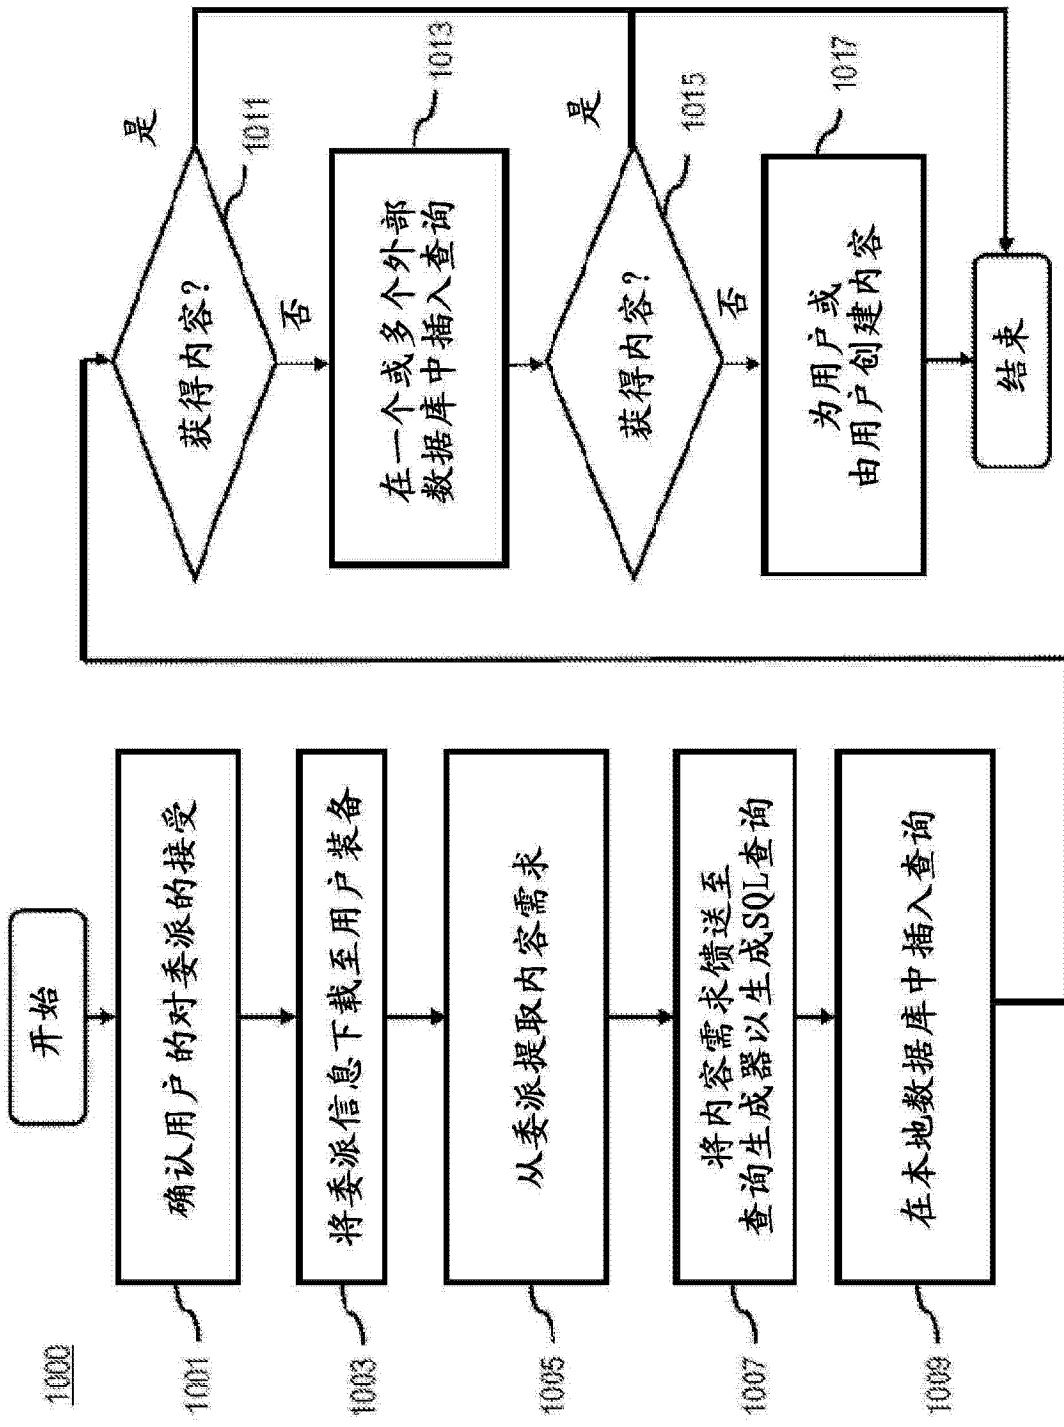 1000
开始
1001
确认用户的对委派的接受
1003
将委派信息下载至用户装备
1005
从委派提取内容需求
1007
将内容需求馈送至
查询生成器以生成SQL查询
1009
在本地数据库中插入查询
获得内容?
1011
是
否
1013
在一个或多个外部
数据库中插入查询
获得内容?
1015
是
否
1017
为用户或
由用户创建内容
结束